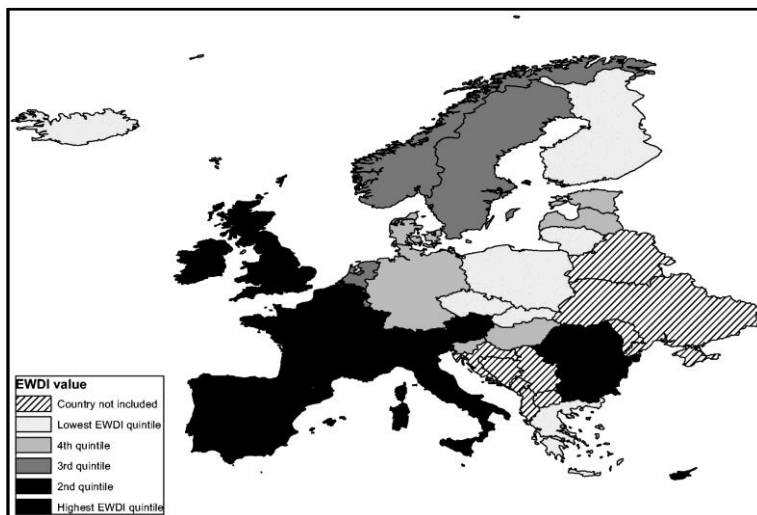 EWDI value
Country not included
Lowest EWDI quintile
4th quintile
3rd quintile
2nd quintile
Highest EWDI quintile